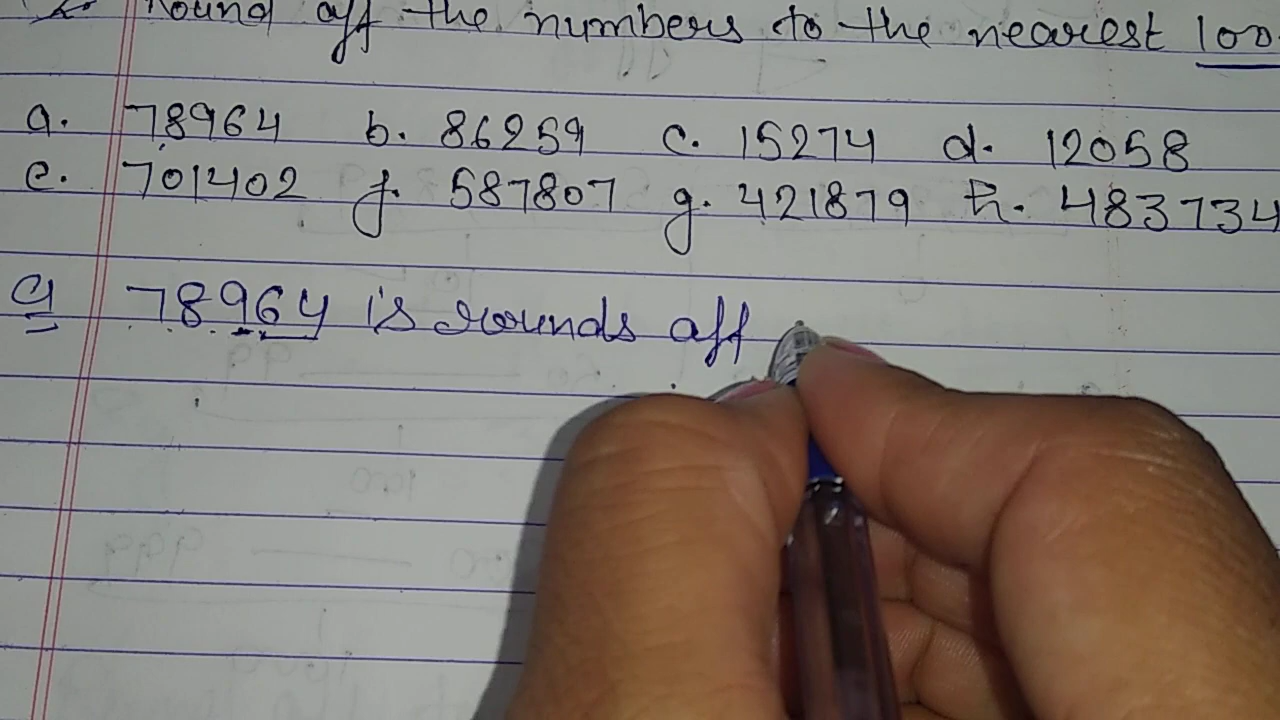 Round off the numbers to the nearest 100.
a. 78964 b. 86259 c. 15274 d. 12058
e. 701402 f. 587807 g. 421879 h. 483734
a) 78964 is rounds off